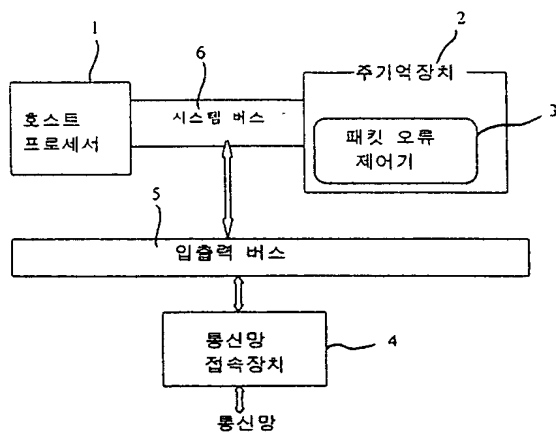 1
호스트
프로세서
6
시스템 버스
2
주기억장치
3
패킷 오류
제어기
5
입출력 버스
통신망
접속장치
4
통신망